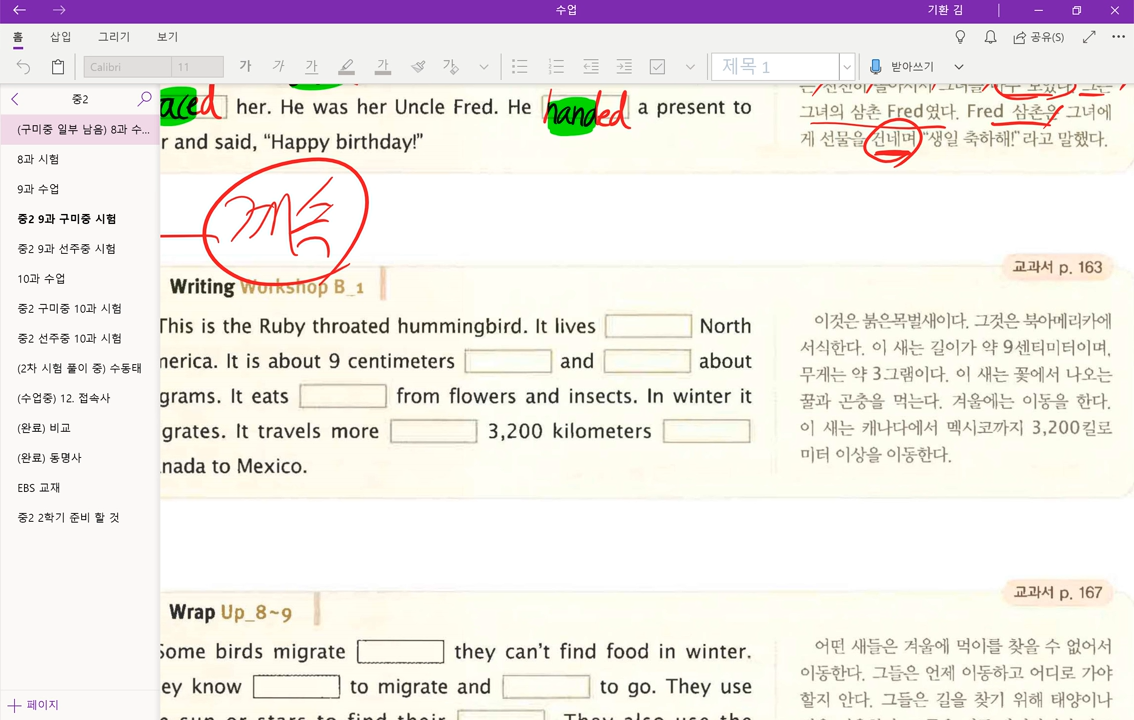 수업
기환 김
홈
삽입
그리기
보기
공유(S)
Calibri
11
가
가
가
가
제목 1
받아쓰기
중2
(구미중 일부 남음) 8과 수...
8과 시험
9과 수업
중2 9과 구미중 시험
중2 9과 선주중 시험
10과 수업
중2 구미중 10과 시험
중2 선주중 10과 시험
(2차 시험 풀이 중) 수동태
(수업중) 12. 접속사
(완료) 비교
(완료) 동명사
EBS 교재
중2 2학기 준비 할 것
페이지
aced her. He was her Uncle Fred. He handed a present to
r and said, “Happy birthday!”
그녀의 삼촌 Fred였다. Fred 삼촌은 그녀에
게 선물을 건네며 “생일 축하해!”라고 말했다.
계속
교과서 p. 163
Writing Workshop B_1
This is the Ruby throated hummingbird. It lives North
merica. It is about 9 centimeters and about
grams. It eats from flowers and insects. In winter it
grates. It travels more 3,200 kilometers
nada to Mexico.
이것은 붉은목벌새이다. 그것은 북아메리카에
서식한다. 이 새는 길이가 약 9센티미터이며,
무게는 약 3그램이다. 이 새는 꽃에서 나오는
꿀과 곤충을 먹는다. 겨울에는 이동을 한다.
이 새는 캐나다에서 멕시코까지 3,200킬로
미터 이상을 이동한다.
교과서 p. 167
Wrap Up_8~9
Some birds migrate they can’t find food in winter.
ey know to migrate and to go. They use
sun or stars to find their They also use the
어떤 새들은 겨울에 먹이를 찾을 수 없어서
이동한다. 그들은 언제 이동하고 어디로 가야
할지 안다. 그들은 길을 찾기 위해 태양이나